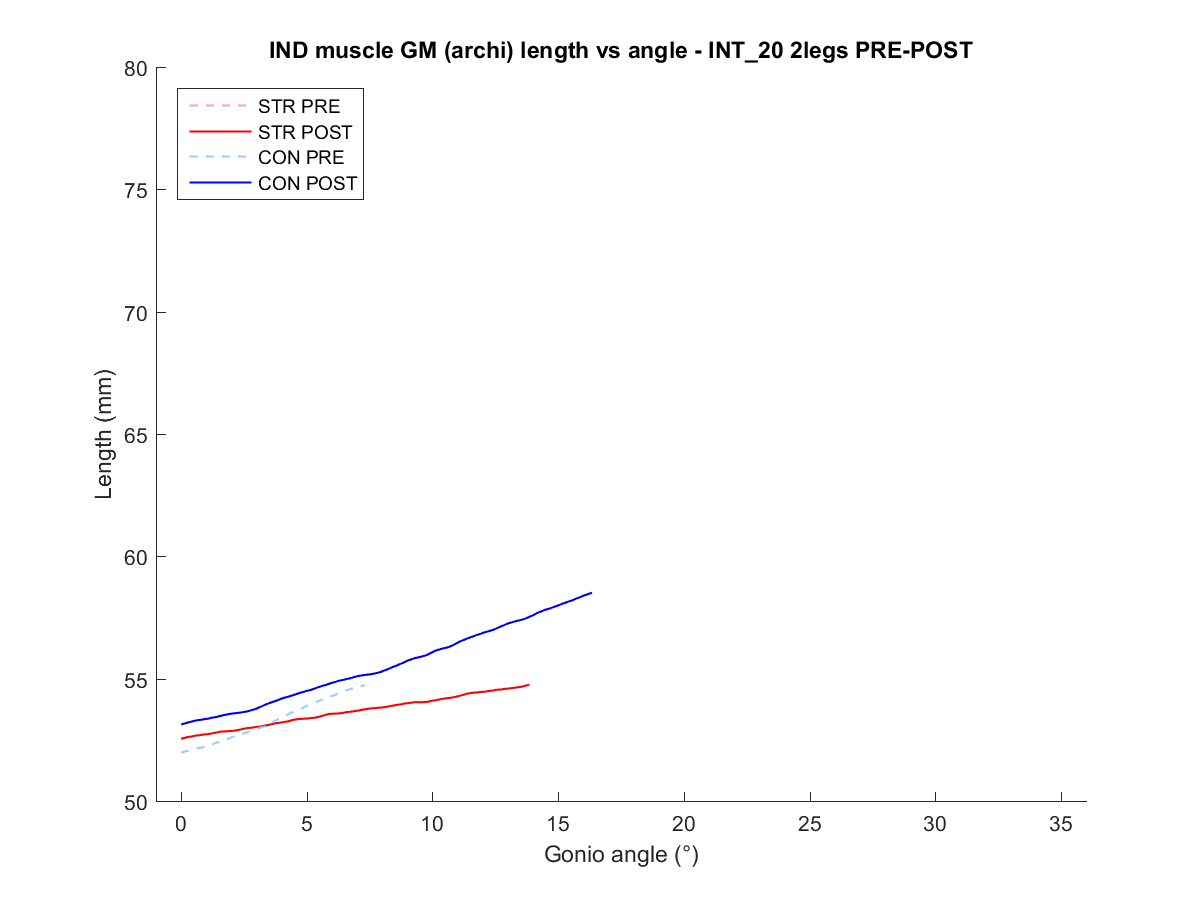 IND muscle GM (archi) length vs angle - INT_20 2legs PRE-POST
80
75
70
65
60
55
50
Length (mm)
STR PRE
STR POST
CON PRE
CON POST
0 5 10 15 20 25 30 35
Gonio angle (°)